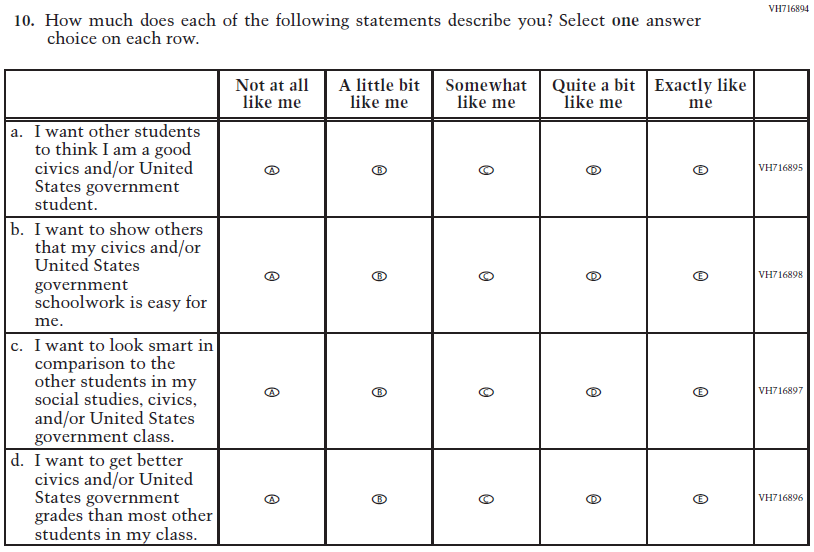 VH716894
10. How much does each of the following statements describe you? Select one answer
choice on each row.
Not at all
like me
A little bit
like me
Somewhat
like me
Quite a bit
like me
Exactly like
me
a. I want other students
to think I am a good
civics and/or United
States government
student.
A B C D E VH716895
b. I want to show others
that my civics and/or
United States
government
schoolwork is easy for
me.
A B C D E VH716898
c. I want to look smart in
comparison to the
other students in my
social studies, civics,
and/or United States
government class.
A B C D E VH716897
d. I want to get better
civics and/or United
States government
grades than most other
students in my class.
A B C D E VH716896